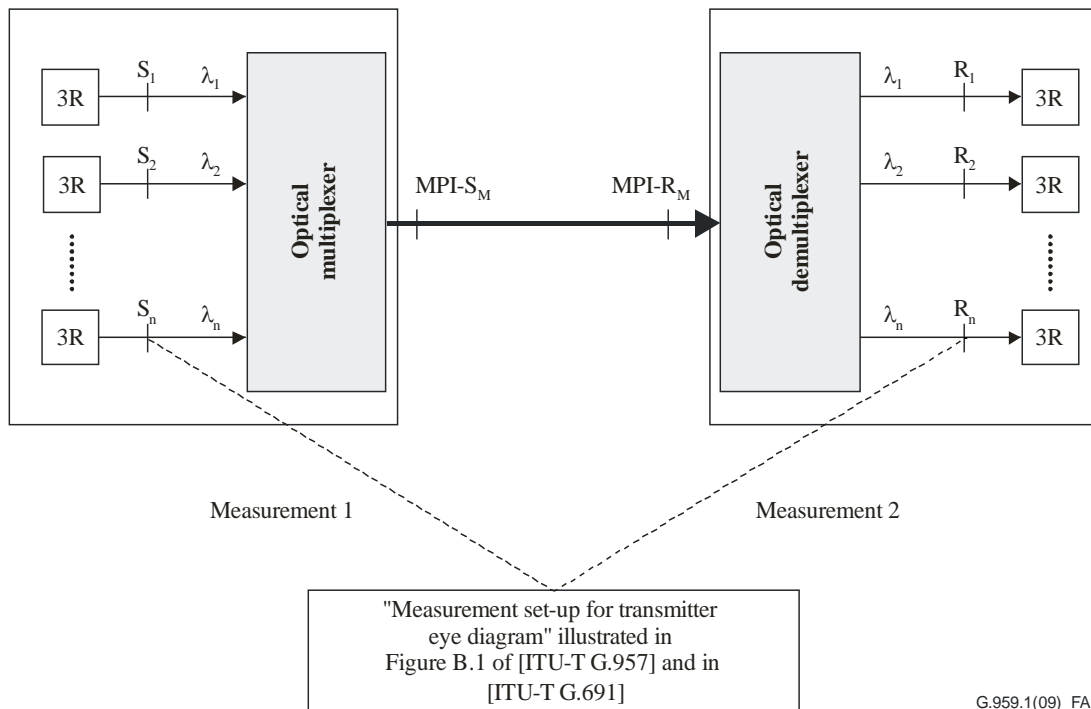 S1 λ1
3R
S2 λ2
3R
Sn λn
3R
Optical
multiplexer
MPI-SM
MPI-RM
Optical
demultiplexer
λ1 R1
3R
λ2 R2
3R
λn Rn
3R
Measurement 1
Measurement 2
"Measurement set-up for transmitter
eye diagram" illustrated in
Figure B.1 of [ITU-T G.957] and in
[ITU-T G.691]
G.959.1(09)_FA